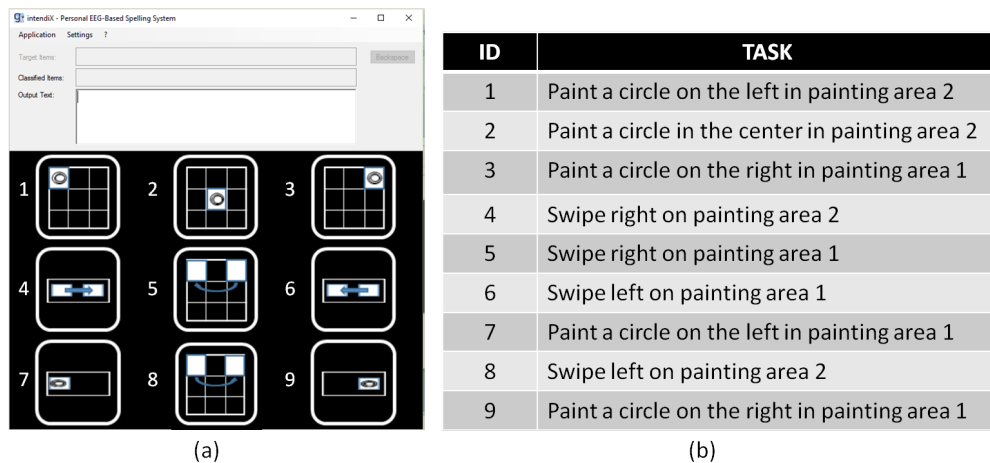 intendiX - Personal EEG-Based Spelling System
Application Settings ?
Target Items: Backspace
Classified Items:
Output Text:
1 2 3
4 5 6
7 8 9
(a)
ID TASK
1 Paint a circle on the left in painting area 2
2 Paint a circle in the center in painting area 2
3 Paint a circle on the right in painting area 1
4 Swipe right on painting area 2
5 Swipe right on painting area 1
6 Swipe left on painting area 1
7 Paint a circle on the left in painting area 1
8 Swipe left on painting area 2
9 Paint a circle on the right in painting area 1
(b)